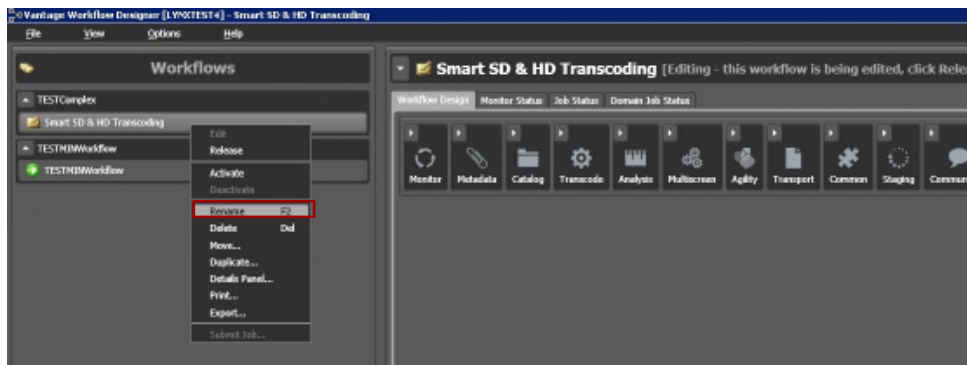 Vantage Workflow Designer [LYNXTEST4] - Smart SD & HD Transcoding
File View Options Help
Workflows
TESTComplex
Smart SD & HD Transcoding
TESTMINWorkflow
TESTMINWorkflow
Edit
Release
Activate
Deactivate
Rename F2
Delete Del
Move...
Duplicate...
Details Panel...
Print...
Export...
Submit Job...
Smart SD & HD Transcoding [Editing - this workflow is being edited, click Rele
Workflow Design Monitor Status Job Status Domain Job Status
Monitor Metadata Catalog Transcode Analysis Multiscreen Agility Transport Common Staging Commun